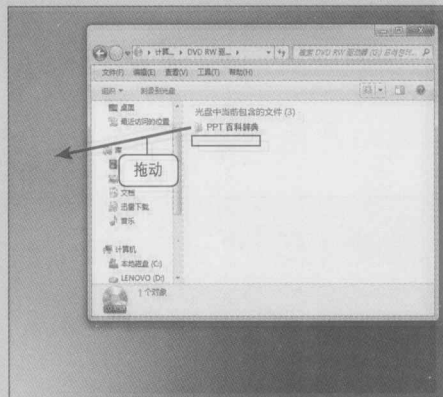 计算... ▸ DVD RW 驱... ▸
搜索 DVD RW 驱动器 (G:)
文件(F) 编辑(E) 查看(V) 工具(T) 帮助(H)
组织 刻录到光盘
桌面
最近访问的位置
光盘中当前包含的文件 (3)
PPT 百科辞典
库
拖动
文档
迅雷下载
音乐
计算机
本地磁盘 (C:)
LENOVO (D:)
1 个对象